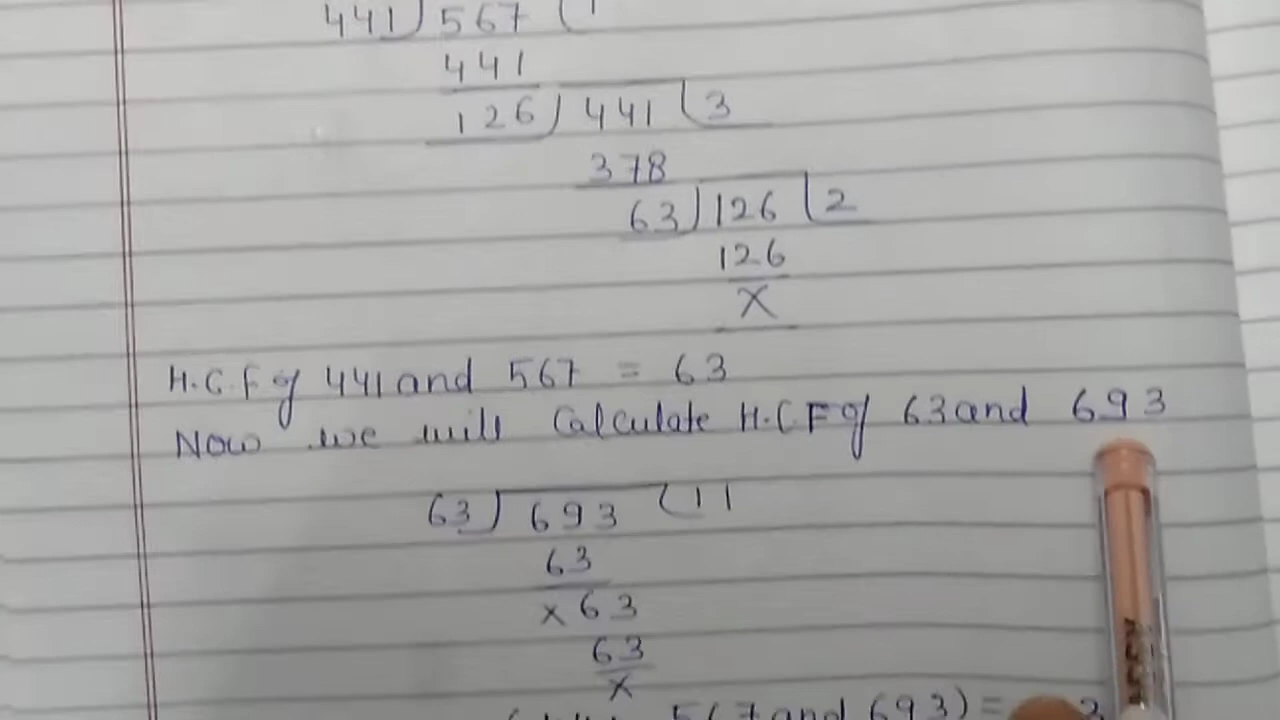 441) 567 ( 1
441
126) 441 ( 3
378
63) 126 ( 2
126
X
H.C.F of 441 and 567 = 63
Now we will Calculate H.C.F of 63 and 693
63) 693 ( 11
63
x 63
63
x
567 and 693) =